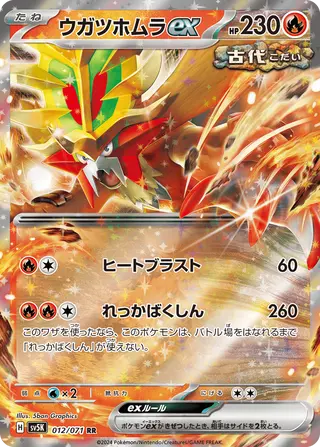 たね ウガツホムラex HP230
古代 こだい
ヒートブラスト 60
れっかばくしん 260
このワザを使ったなら、このポケモンは、バトル場をはなれるまで
「れっかばくしん」が使えない。
弱点 ×2 抵抗力 にげる
Illus. 5ban Graphics
H sv5K 012/071 RR
exルール
ポケモンexがきぜつしたとき、相手はサイドを2枚とる。
©2024 Pokémon/Nintendo/Creatures/GAME FREAK.